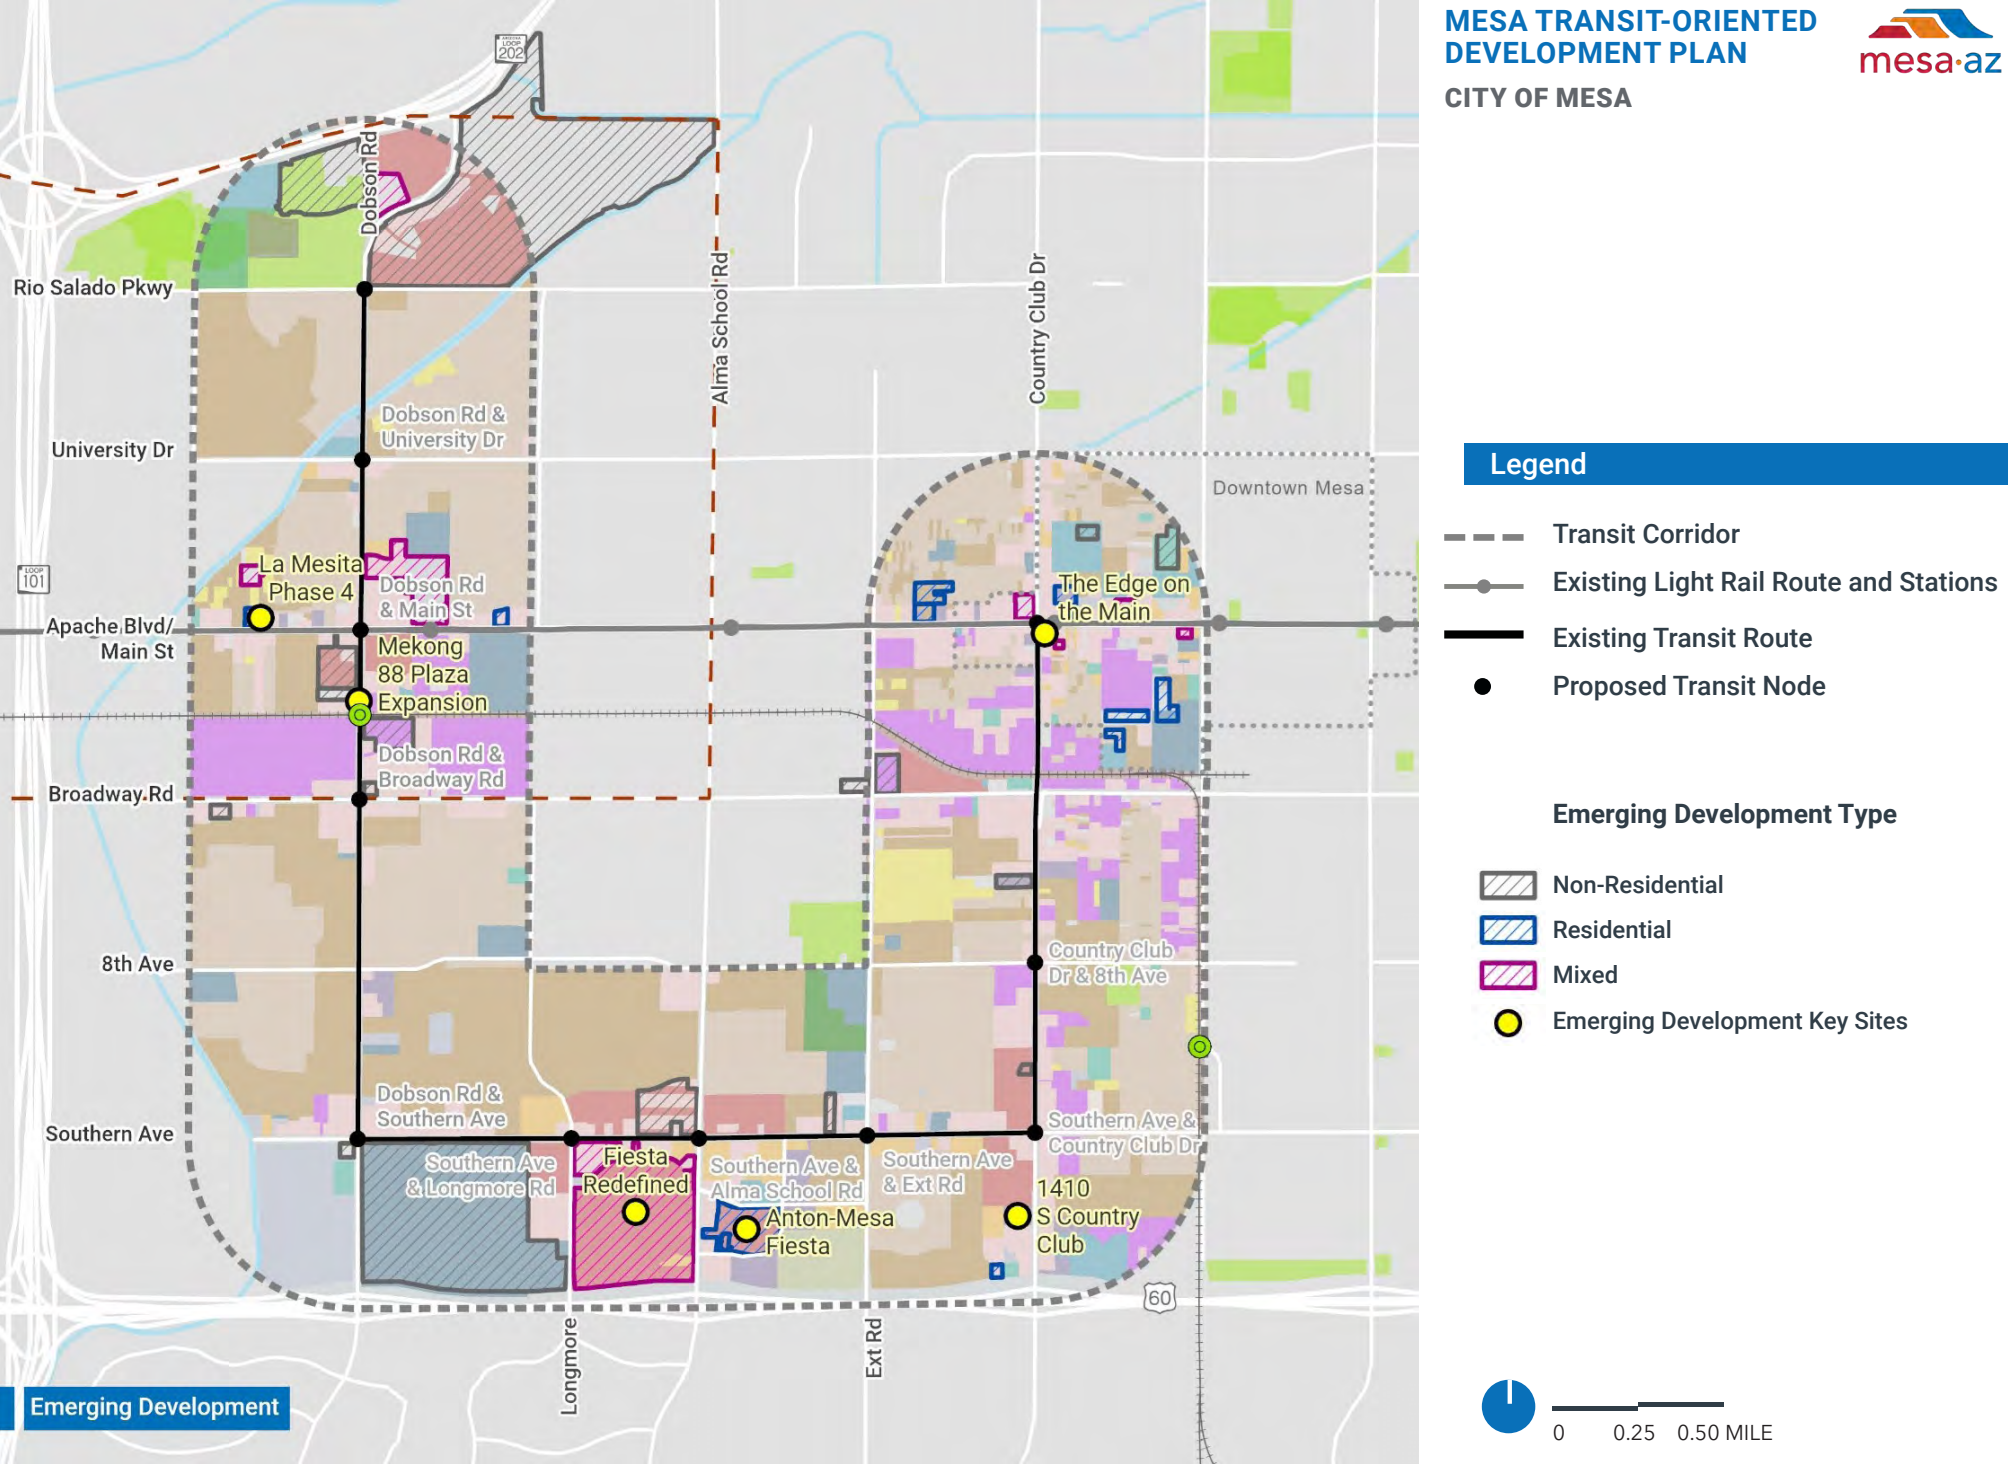 MESA TRANSIT-ORIENTED
DEVELOPMENT PLAN
CITY OF MESA
mesa·az
ARIZONA
LOOP
202
Dobson Rd
Rio Salado Pkwy
Alma School Rd
Country Club Dr
Dobson Rd &
University Dr
University Dr
Downtown Mesa
LOOP
101
La Mesita
Phase 4
Dobson Rd
& Main St
The Edge on
the Main
Apache Blvd/
Main St
Mekong
88 Plaza
Expansion
Dobson Rd &
Broadway Rd
Broadway Rd
8th Ave
Country Club
Dr & 8th Ave
Dobson Rd &
Southern Ave
Southern Ave
Southern Ave &
Country Club Dr
Southern Ave
& Longmore Rd
Fiesta
Redefined
Southern Ave &
Alma School Rd
Southern Ave
& Ext Rd
1410
S Country
Club
Anton-Mesa
Fiesta
60
Longmore
Ext Rd
Emerging Development
Legend
Transit Corridor
Existing Light Rail Route and Stations
Existing Transit Route
Proposed Transit Node
Emerging Development Type
Non-Residential
Residential
Mixed
Emerging Development Key Sites
0 0.25 0.50 MILE